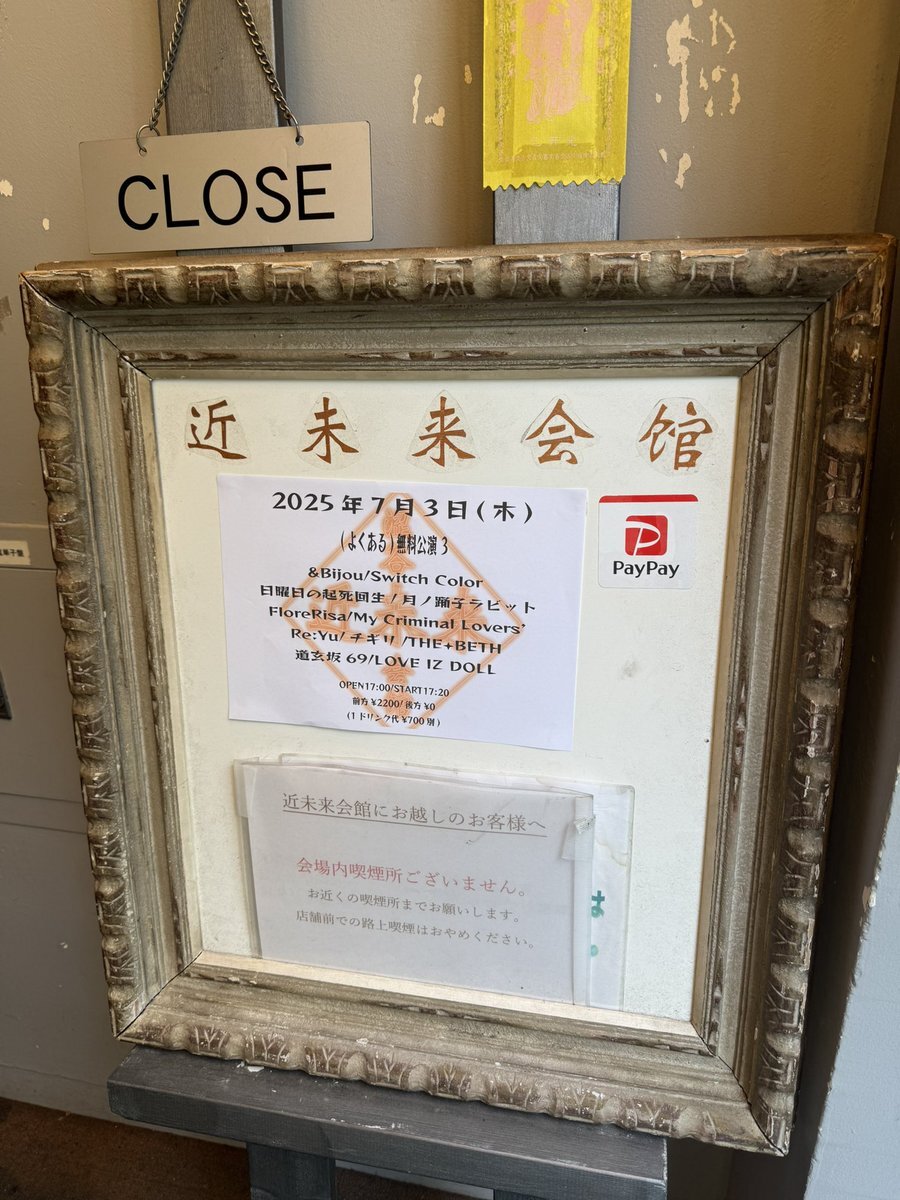 CLOSE
近未来会館
2025年7月3日(木)
(よくある)無料公演3
&Bijou/Switch Color
日曜日の起死回生！月ノ踊子ラビット
FloreRisa/My Criminal Lovers'
Re:Yu/チギリ/THE+BETH
道玄坂69/LOVE IZ DOLL
OPEN17:00/START17:20
前方¥2200/後方¥0
(1ドリンク代¥700別)
PayPay
近未来会館にお越しのお客様へ
会場内喫煙所ございません。
お近くの喫煙所までお願いします。
店舗前での路上喫煙はおやめください。
は